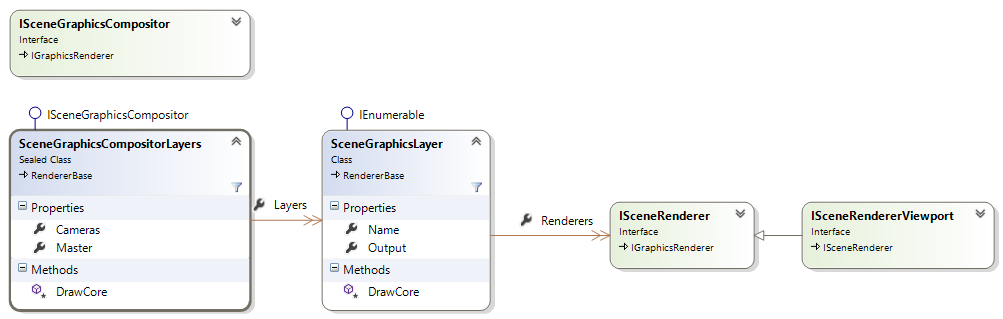 ISceneGraphicsCompositor
Interface
IGraphicsRenderer
ISceneGraphicsCompositor
SceneGraphicsCompositorLayers
Sealed Class
RendererBase
Properties
Cameras
Master
Methods
DrawCore
Layers
IEnumerable
SceneGraphicsLayer
Class
RendererBase
Properties
Name
Output
Methods
DrawCore
Renderers
ISceneRenderer
Interface
IGraphicsRenderer
ISceneRendererViewport
Interface
ISceneRenderer